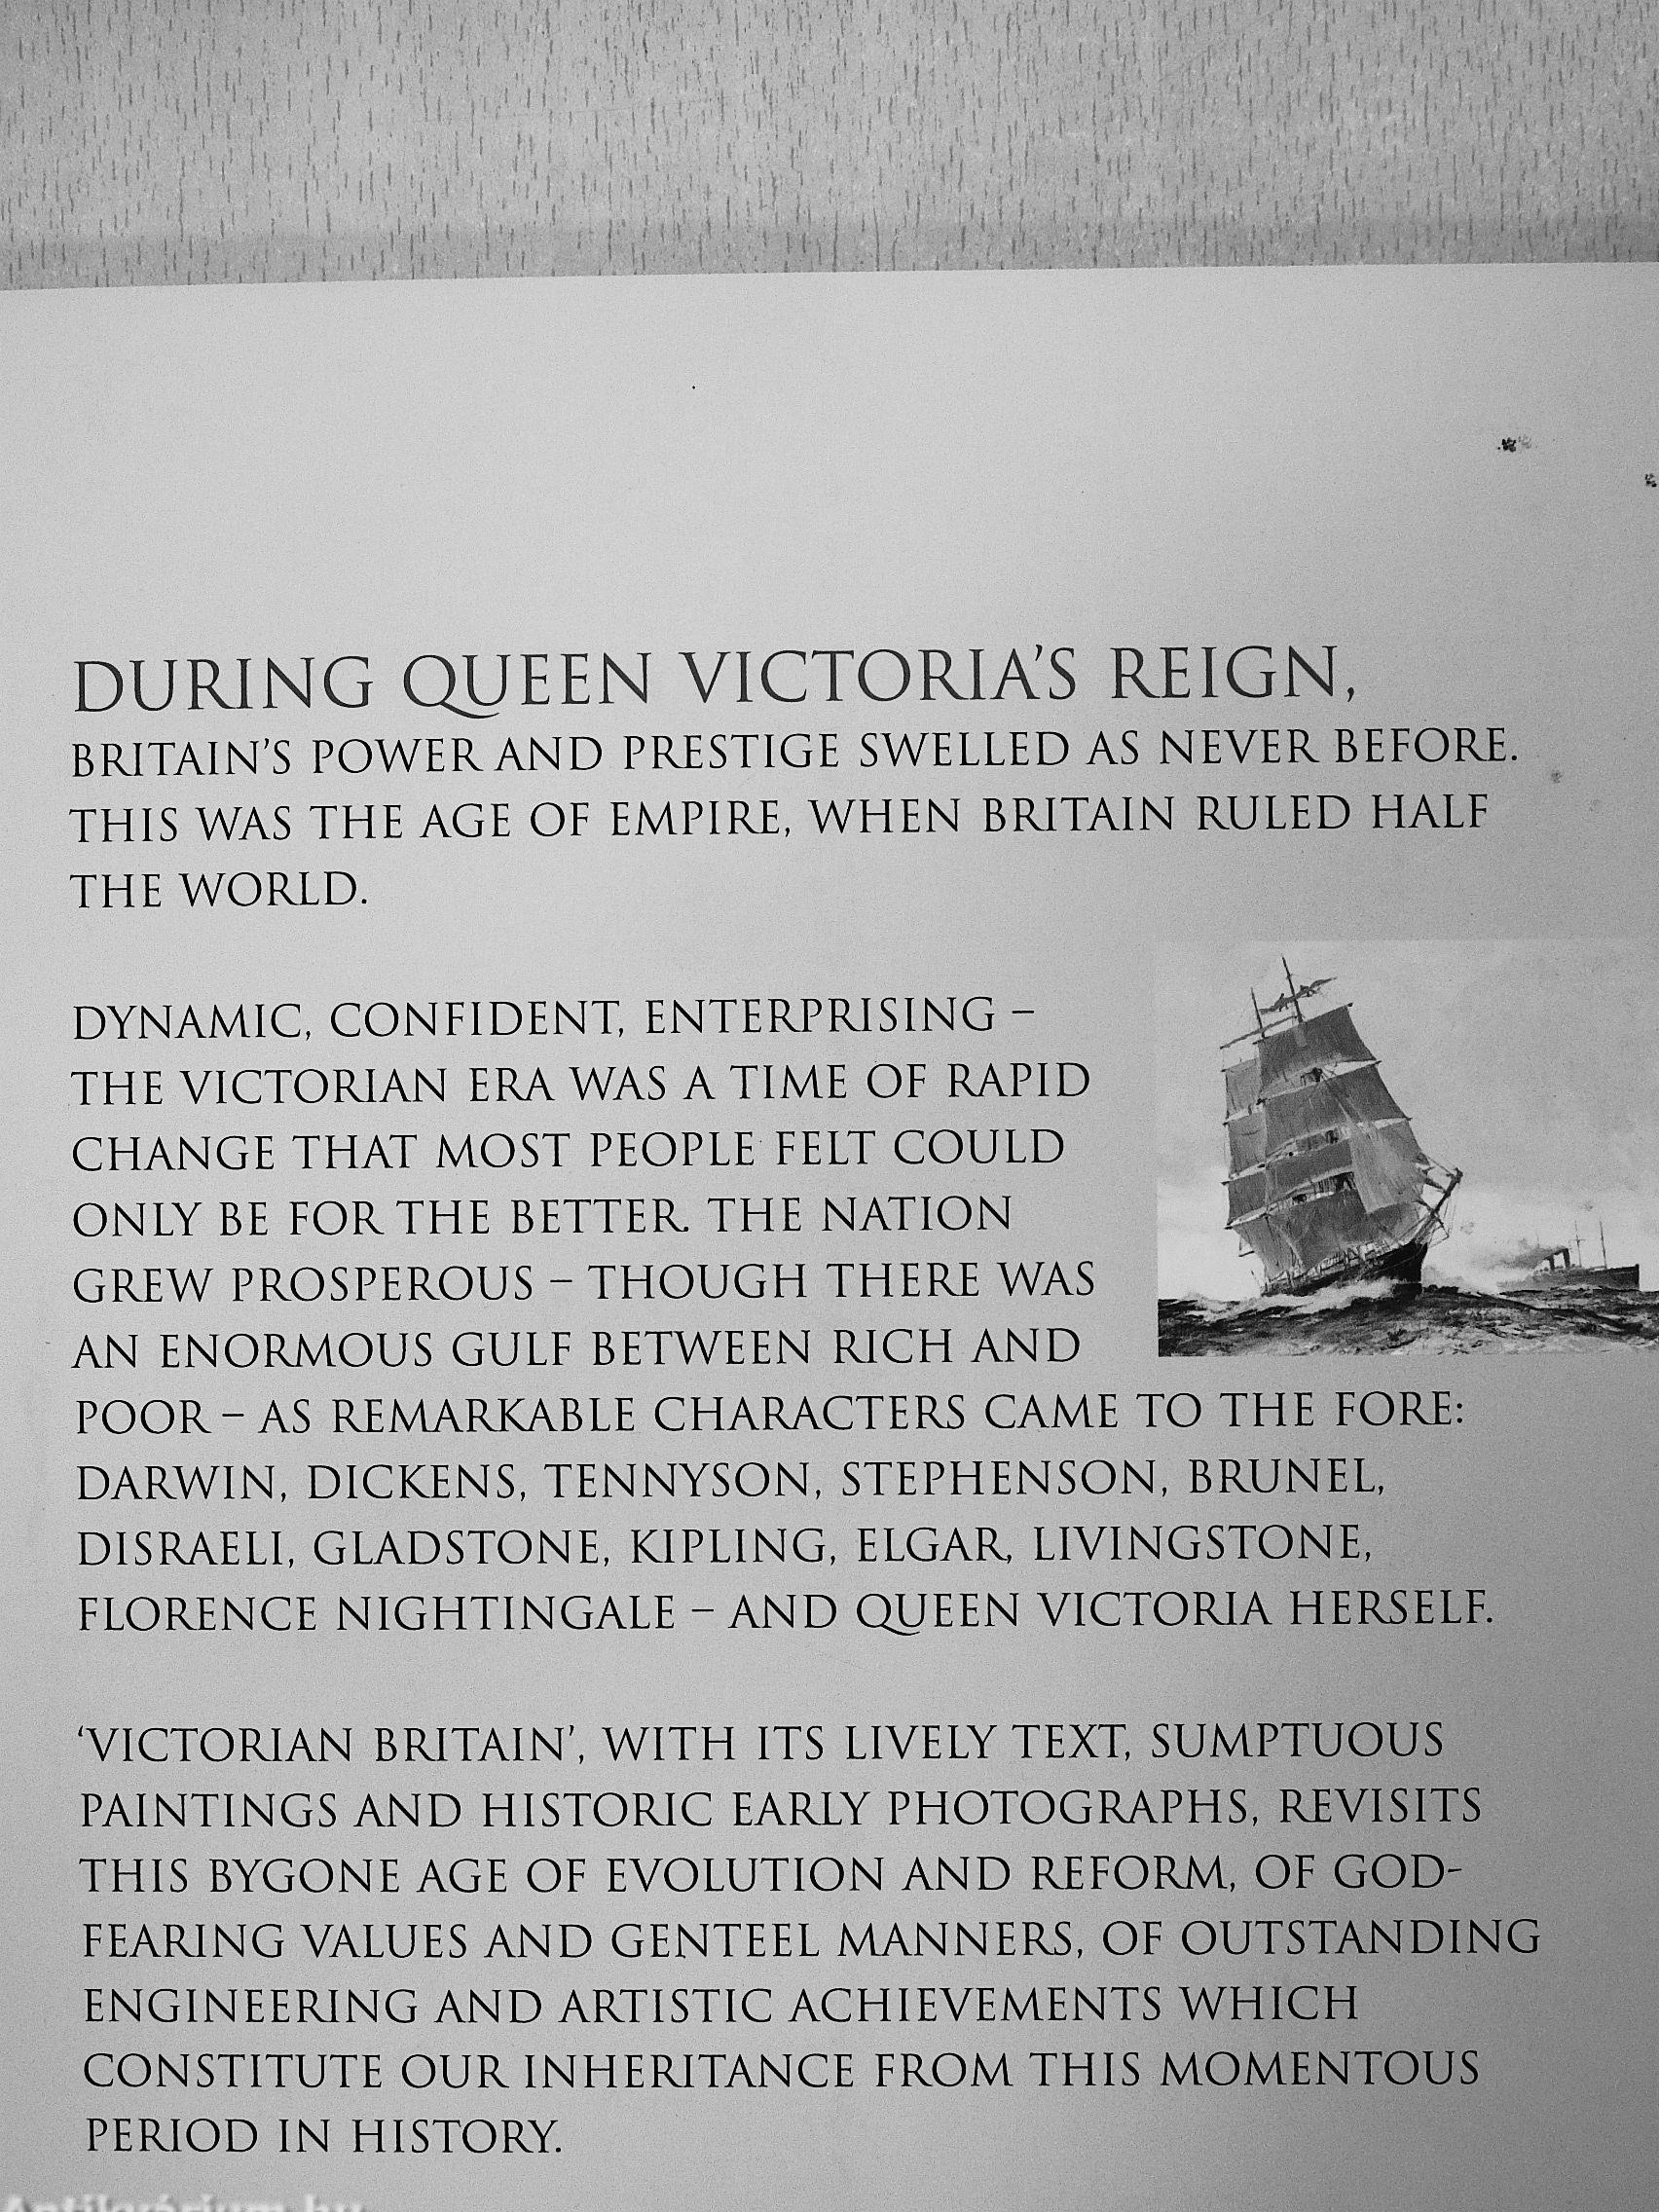 DURING QUEEN VICTORIA'S REIGN,
BRITAIN'S POWER AND PRESTIGE SWELLED AS NEVER BEFORE.
THIS WAS THE AGE OF EMPIRE, WHEN BRITAIN RULED HALF
THE WORLD.
DYNAMIC, CONFIDENT, ENTERPRISING –
THE VICTORIAN ERA WAS A TIME OF RAPID
CHANGE THAT MOST PEOPLE FELT COULD
ONLY BE FOR THE BETTER. THE NATION
GREW PROSPEROUS – THOUGH THERE WAS
AN ENORMOUS GULF BETWEEN RICH AND
POOR – AS REMARKABLE CHARACTERS CAME TO THE FORE:
DARWIN, DICKENS, TENNYSON, STEPHENSON, BRUNEL,
DISRAELI, GLADSTONE, KIPLING, ELGAR, LIVINGSTONE,
FLORENCE NIGHTINGALE – AND QUEEN VICTORIA HERSELF.
'VICTORIAN BRITAIN', WITH ITS LIVELY TEXT, SUMPTUOUS
PAINTINGS AND HISTORIC EARLY PHOTOGRAPHS, REVISITS
THIS BYGONE AGE OF EVOLUTION AND REFORM, OF GOD-
FEARING VALUES AND GENTEEL MANNERS, OF OUTSTANDING
ENGINEERING AND ARTISTIC ACHIEVEMENTS WHICH
CONSTITUTE OUR INHERITANCE FROM THIS MOMENTOUS
PERIOD IN HISTORY.
Antikvárium.hu